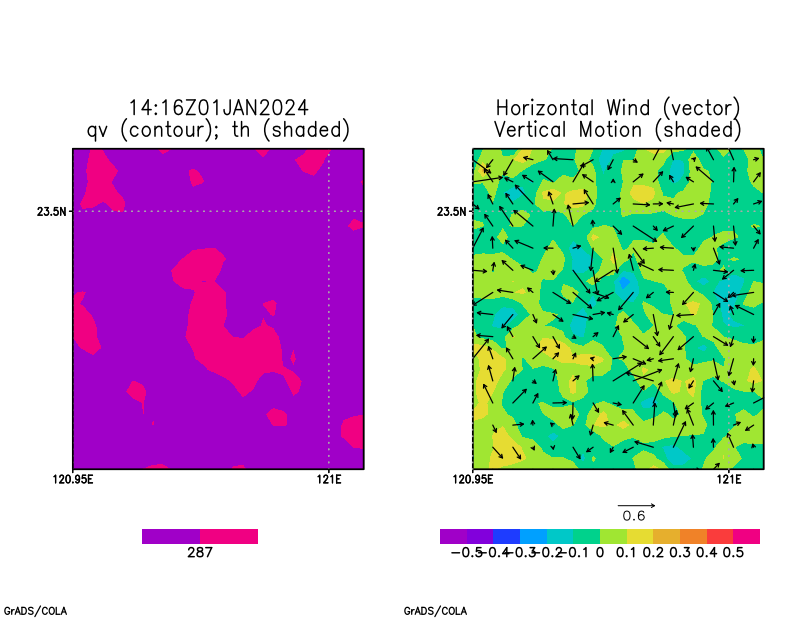 14:16Z01JAN2024
qv (contour); th (shaded)
23.5N
120.95E
121E
287
GrADS/COLA
Horizontal Wind (vector)
Vertical Motion (shaded)
23.5N
120.95E
121E
0.6
-0.5 -0.4 -0.3 -0.2 -0.1 0 0.1 0.2 0.3 0.4 0.5
GrADS/COLA